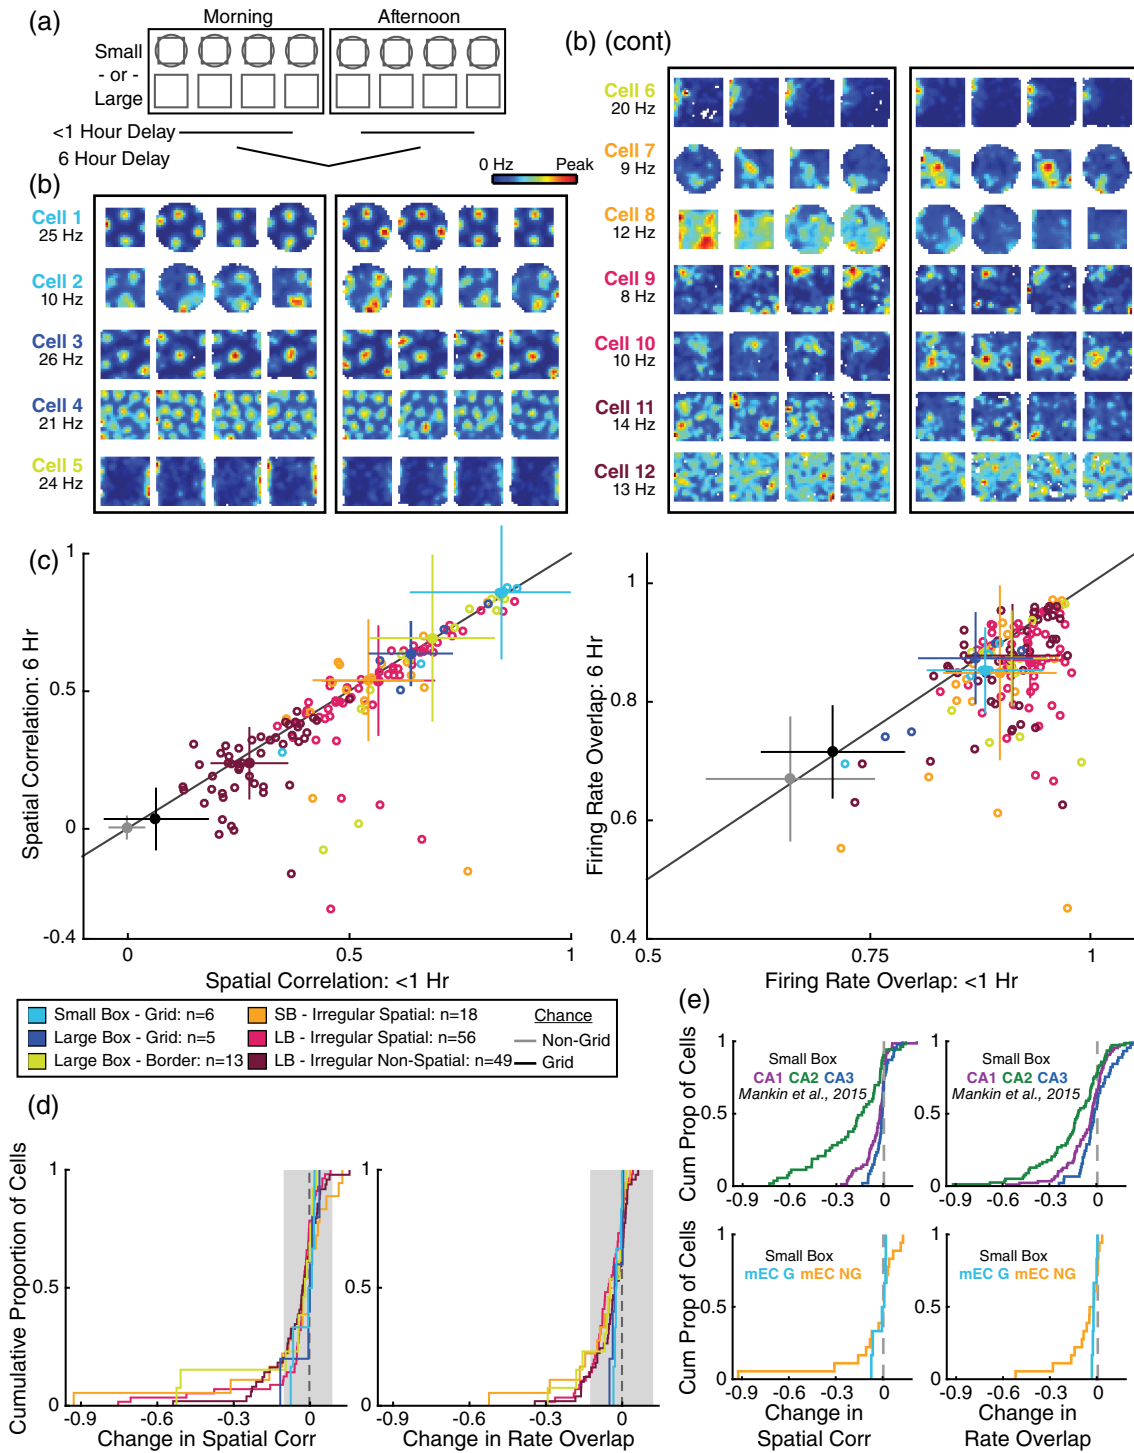 (a)
Morning
Afternoon
Small
- or -
Large
<1 Hour Delay
6 Hour Delay
0 Hz
Peak
(b)
Cell 1
25 Hz
Cell 2
10 Hz
Cell 3
26 Hz
Cell 4
21 Hz
Cell 5
24 Hz
(b) (cont)
Cell 6
20 Hz
Cell 7
9 Hz
Cell 8
12 Hz
Cell 9
8 Hz
Cell 10
10 Hz
Cell 11
14 Hz
Cell 12
13 Hz
(c)
Spatial Correlation: 6 Hr
1
0.5
0
-0.4
0
0.5
1
Spatial Correlation: <1 Hr
Firing Rate Overlap: 6 Hr
1
0.8
0.6
0.4
0.5
0.75
1
Firing Rate Overlap: <1 Hr
Small Box - Grid: n=6
Large Box - Grid: n=5
Large Box - Border: n=13
SB - Irregular Spatial: n=18
LB - Irregular Spatial: n=56
LB - Irregular Non-Spatial: n=49
Chance
Non-Grid
Grid
(d)
Cumulative Proportion of Cells
1
0.5
0
-0.9
-0.6
-0.3
0
Change in Spatial Corr
1
0.5
0
-0.9
-0.6
-0.3
0
Change in Rate Overlap
(e)
Cum Prop of Cells
1
0.5
0
Small Box
CA1 CA2 CA3
Mankin et al., 2015
-0.9
-0.6
-0.3
0
1
0.5
0
Small Box
CA1 CA2 CA3
Mankin et al., 2015
-0.9
-0.6
-0.3
0
Cum Prop of Cells
1
0.5
0
Small Box
mEC G mEC NG
-0.9
-0.6
-0.3
0
Change in
Spatial Corr
1
0.5
0
Small Box
mEC G mEC NG
-0.9
-0.6
-0.3
0
Change in
Rate Overlap